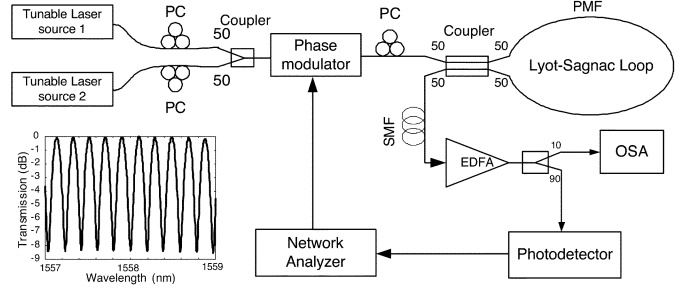 Tunable Laser
source 1
PC
Coupler
50
50
Tunable Laser
source 2
PC
Phase
modulator
PC
Coupler
50
50
50
50
PMF
Lyot-Sagnac Loop
SMF
EDFA
10
90
OSA
Photodetector
Network
Analyzer
Transmission (dB)
0
-1
-2
-3
-4
-5
-6
-7
-8
-9
1557
1558
1559
Wavelength (nm)